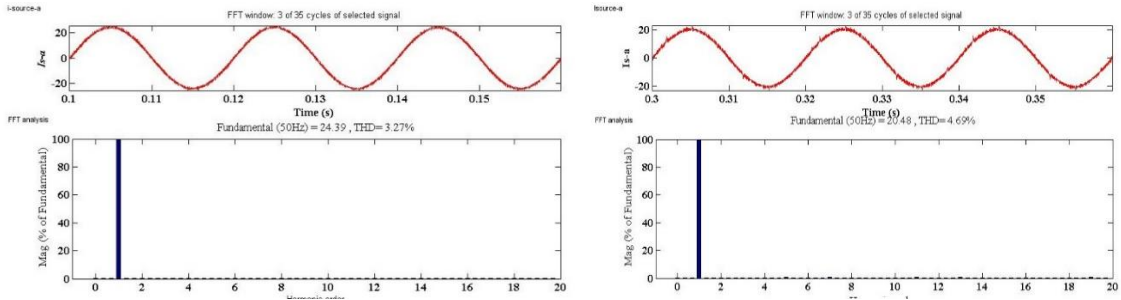 i-source-a
FFT window: 3 of 35 cycles of selected signal
Is-a
20
0
-20
0.1 0.11 0.12 0.13 0.14 0.15
Time (s)
FFT analysis
Fundamental (50Hz) = 24.39 , THD= 3.27%
Mag (% of Fundamental)
100
80
60
40
20
0
0 2 4 6 8 10 12 14 16 18 20
Harmonic order
Isource-a
FFT window: 3 of 35 cycles of selected signal
Is-a
20
0
-20
0.3 0.31 0.32 0.33 0.34 0.35
Time (s)
FFT analysis
Fundamental (50Hz) = 20.48 , THD= 4.69%
Mag (% of Fundamental)
100
80
60
40
20
0
0 2 4 6 8 10 12 14 16 18 20